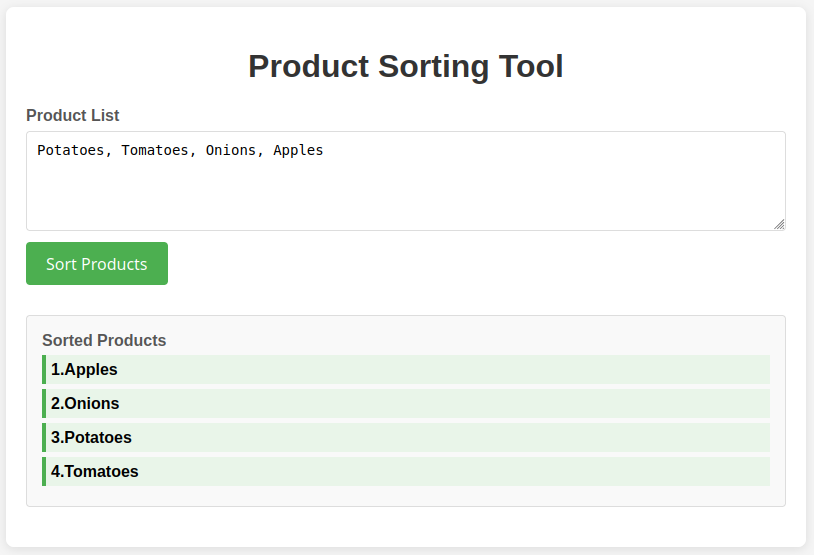 Product Sorting Tool
Product List
Potatoes, Tomatoes, Onions, Apples
Sort Products
Sorted Products
1.Apples
2.Onions
3.Potatoes
4.Tomatoes